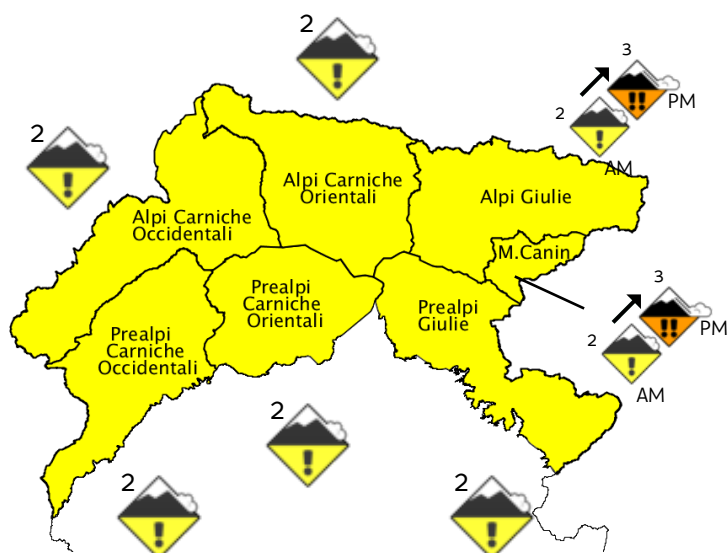 2
3
2
PM
AM
2
Alpi Carniche
Orientali
Alpi Giulie
Alpi Carniche
Occidentali
M.Canin
Prealpi
Carniche
Orientali
Prealpi
Giulie
3
PM
2
AM
Prealpi
Carniche
Occidentali
2
2
2